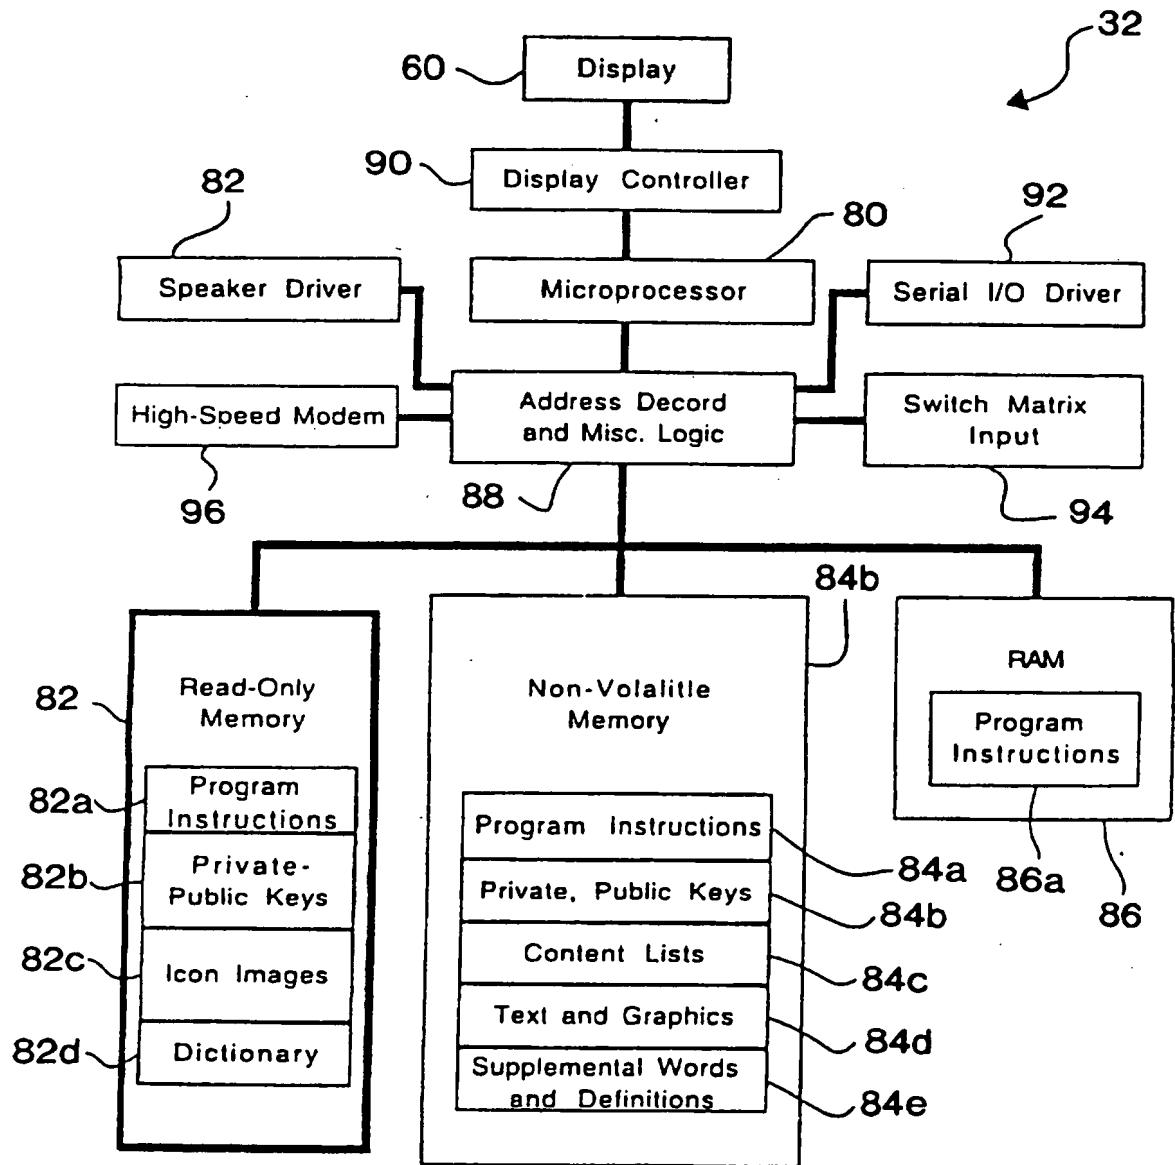 32
60
Display
90
Display Controller
82
80
92
Speaker Driver
Microprocessor
Serial I/O Driver
High-Speed Modem
Address Decord
and Misc. Logic
Switch Matrix
Input
96
88
94
84b
82
Read-Only
Memory
Non-Volalitle
Memory
RAM
Program
Instructions
86a
86
82a
Program
Instructions
82b
Private-
Public Keys
82c
Icon Images
82d
Dictionary
Program Instructions
84a
Private, Public Keys
84b
Content Lists
84c
Text and Graphics
84d
Supplemental Words
and Definitions
84e